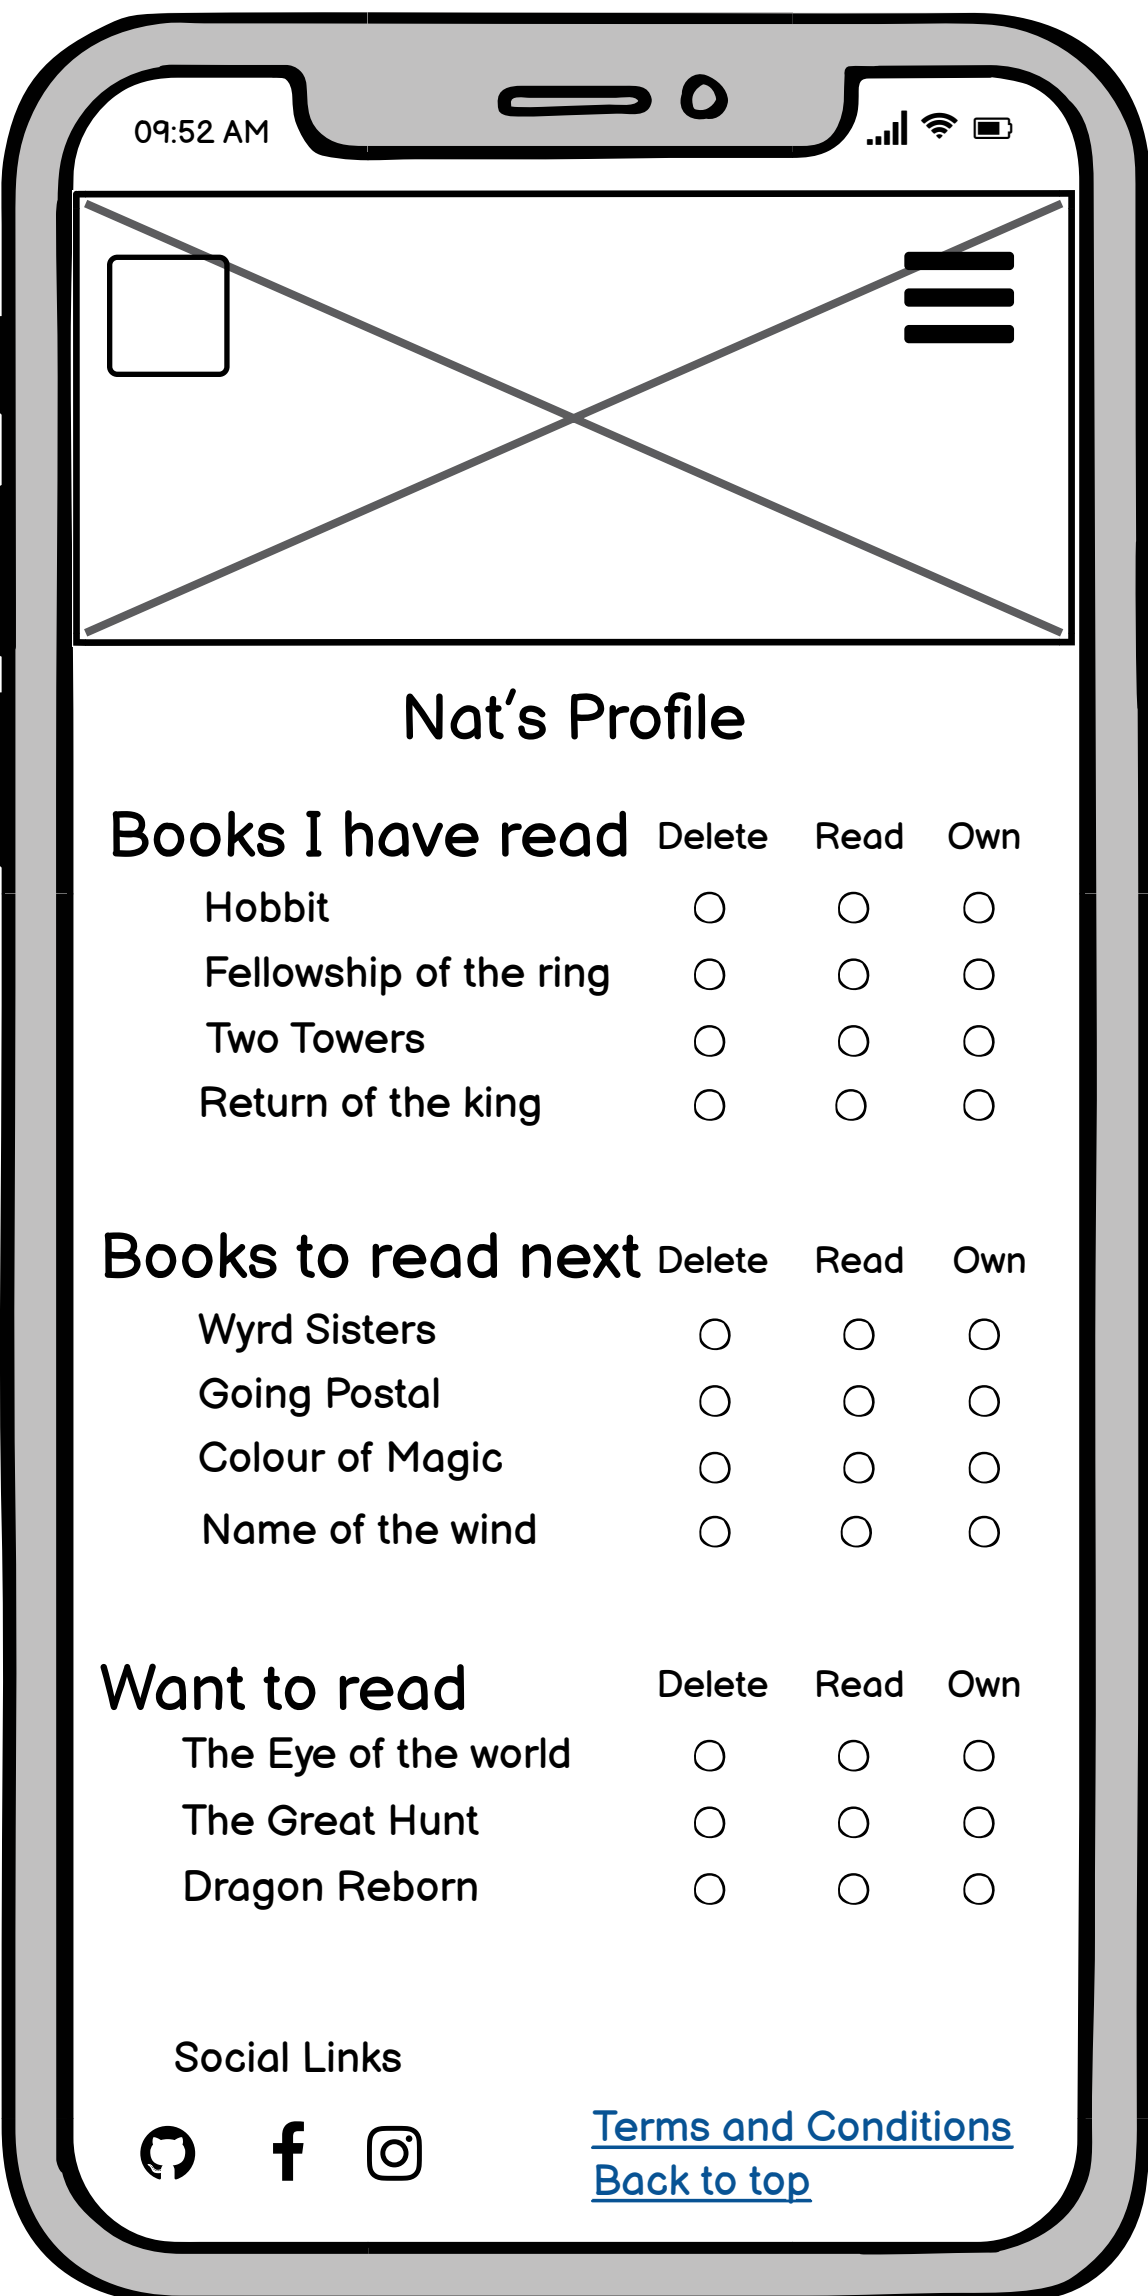 09:52 AM
Nat's Profile
Books I have read Delete Read Own
Hobbit
Fellowship of the ring
Two Towers
Return of the king
Books to read next Delete Read Own
Wyrd Sisters
Going Postal
Colour of Magic
Name of the wind
Want to read Delete Read Own
The Eye of the world
The Great Hunt
Dragon Reborn
Social Links
Terms and Conditions
Back to top